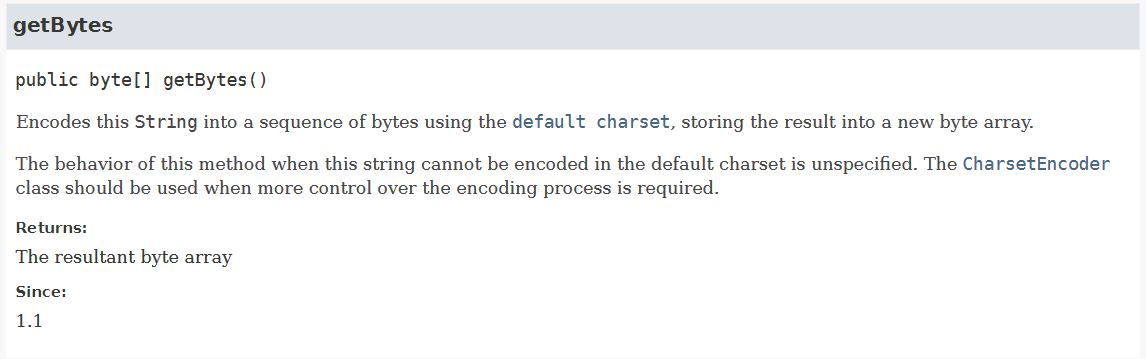 getBytes
public byte[] getBytes()
Encodes this String into a sequence of bytes using the default charset, storing the result into a new byte array.
The behavior of this method when this string cannot be encoded in the default charset is unspecified. The CharsetEncoder
class should be used when more control over the encoding process is required.
Returns:
The resultant byte array
Since:
1.1